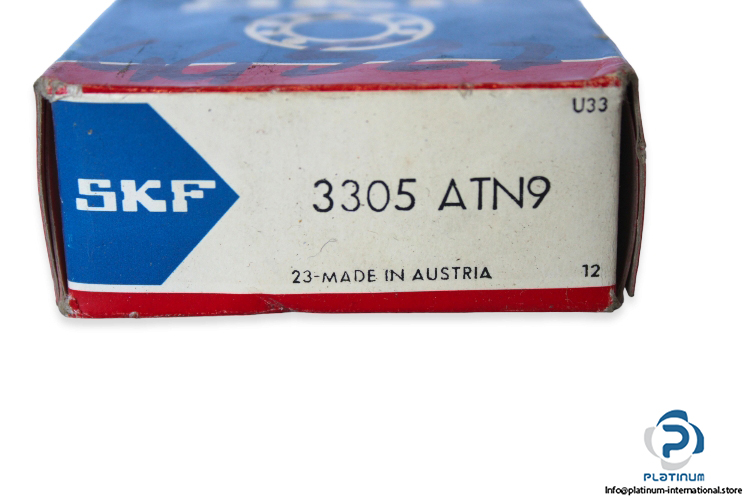 U33
SKF
3305 ATN9
23-MADE IN AUSTRIA
12
PLATINUM
Info@platinum-international.store